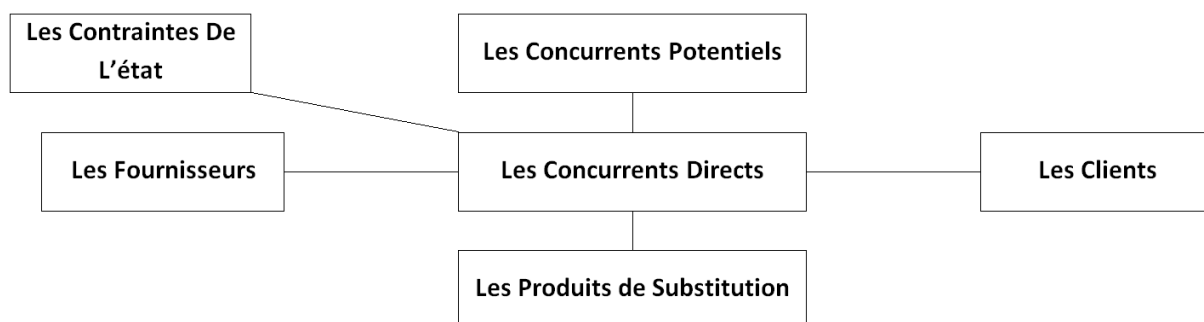 Les Contraintes De
L’état
Les Concurrents Potentiels
Les Fournisseurs
Les Concurrents Directs
Les Clients
Les Produits de Substitution